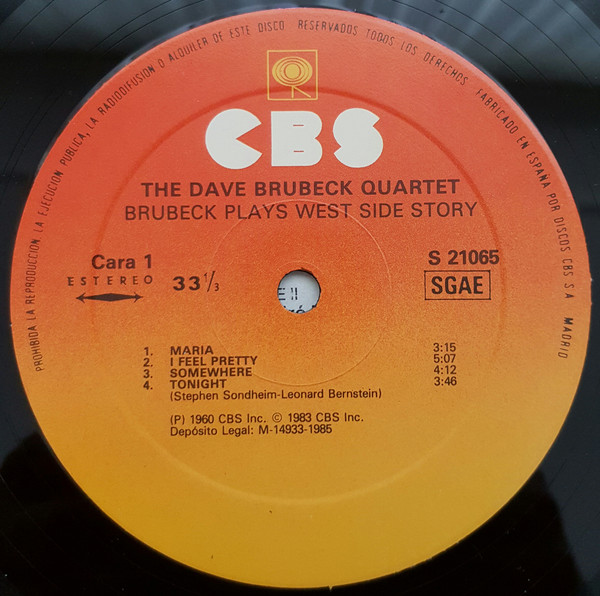 PROHIBIDA LA REPRODUCCION, LA EJECUCION PUBLICA, LA RADIODIFUSION O ALQUILER DE ESTE DISCO RESERVADOS TODOS LOS DERECHOS. FABRICADO EN ESPAÑA POR DISCOS CBS S.A. MADRID
CBS
THE DAVE BRUBECK QUARTET
BRUBECK PLAYS WEST SIDE STORY
Cara 1
ESTEREO
33 1/3
S 21065
SGAE
1. MARIA 3:15
2. I FEEL PRETTY 5:07
3. SOMEWHERE 4:12
4. TONIGHT 3:46
(Stephen Sondheim-Leonard Bernstein)
(P) 1960 CBS Inc. © 1983 CBS Inc.
Depósito Legal: M-14933-1985